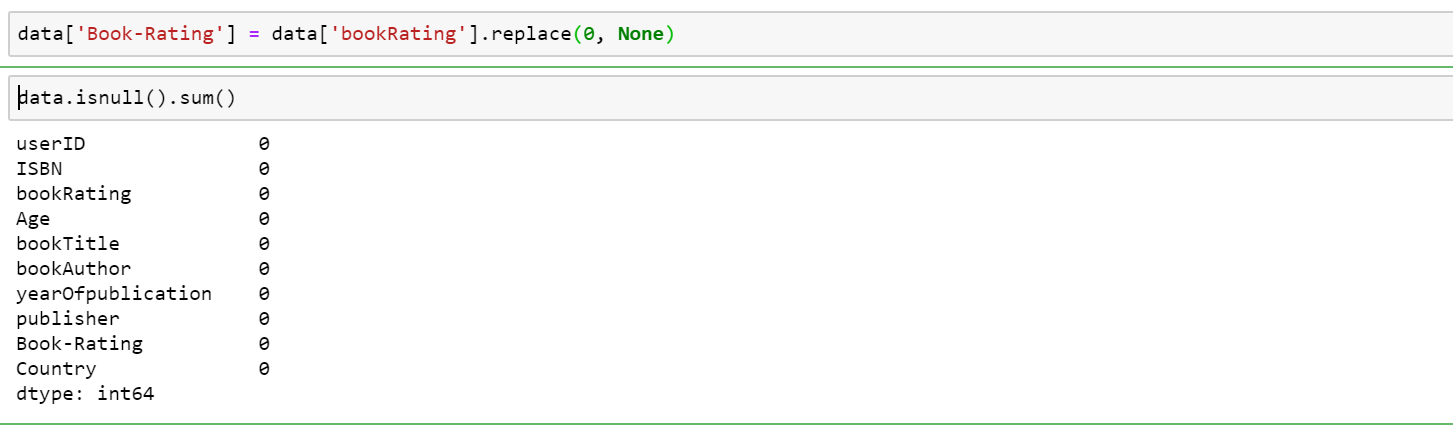 data['Book-Rating'] = data['bookRating'].replace(0, None)
data.isnull().sum()
userID 0
ISBN 0
bookRating 0
Age 0
bookTitle 0
bookAuthor 0
yearOfpublication 0
publisher 0
Book-Rating 0
Country 0
dtype: int64